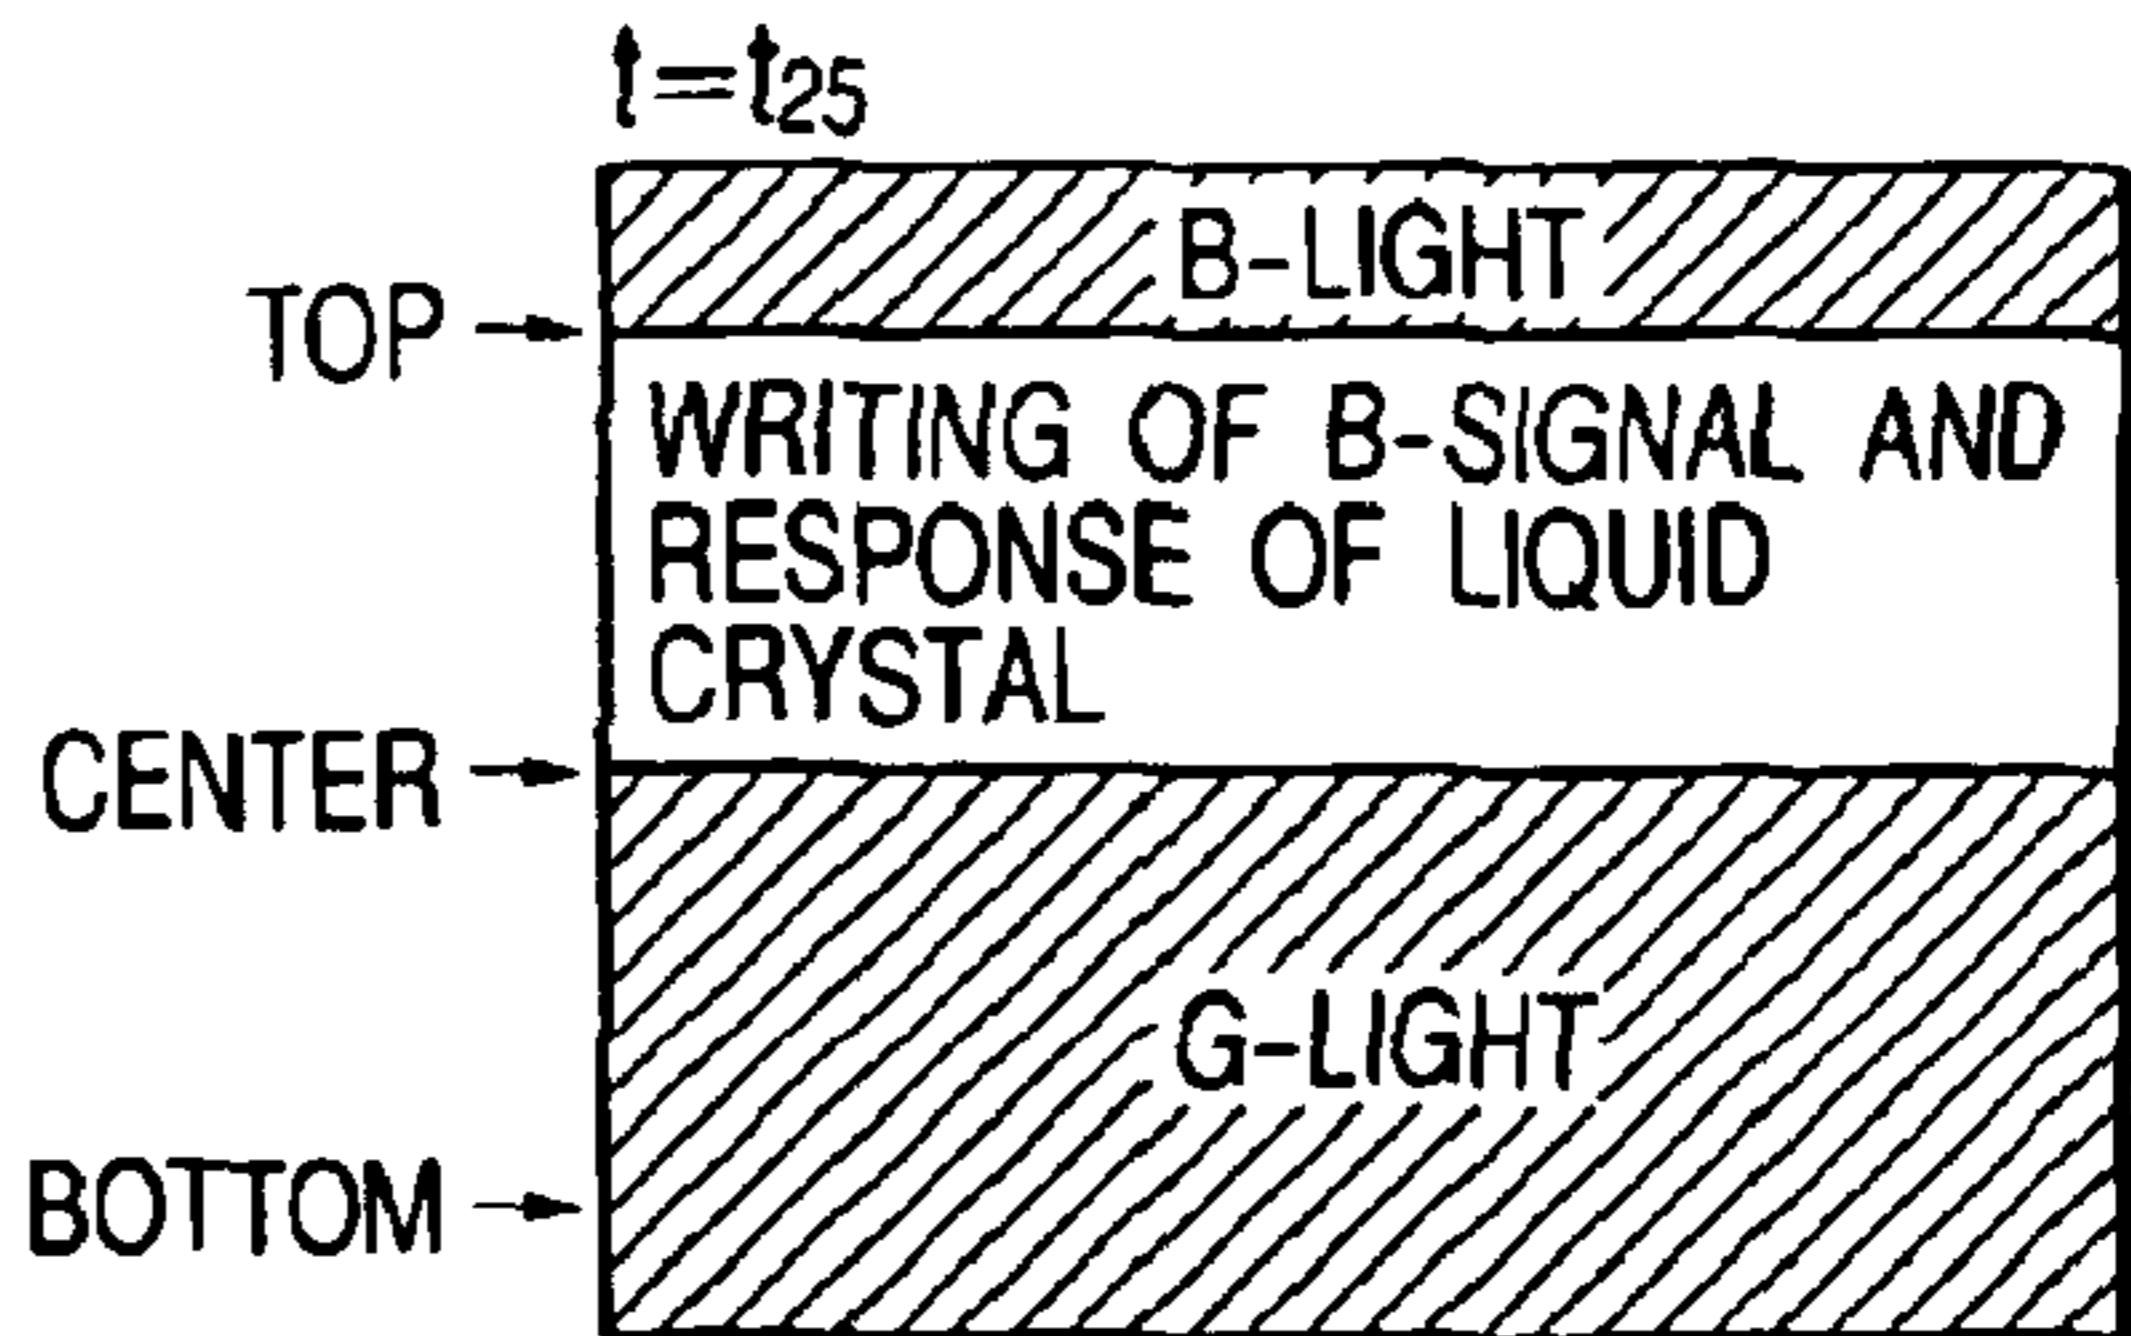 t=t25
B-LIGHT
TOP
WRITING OF B-SIGNAL AND
RESPONSE OF LIQUID
CRYSTAL
CENTER
G-LIGHT
BOTTOM